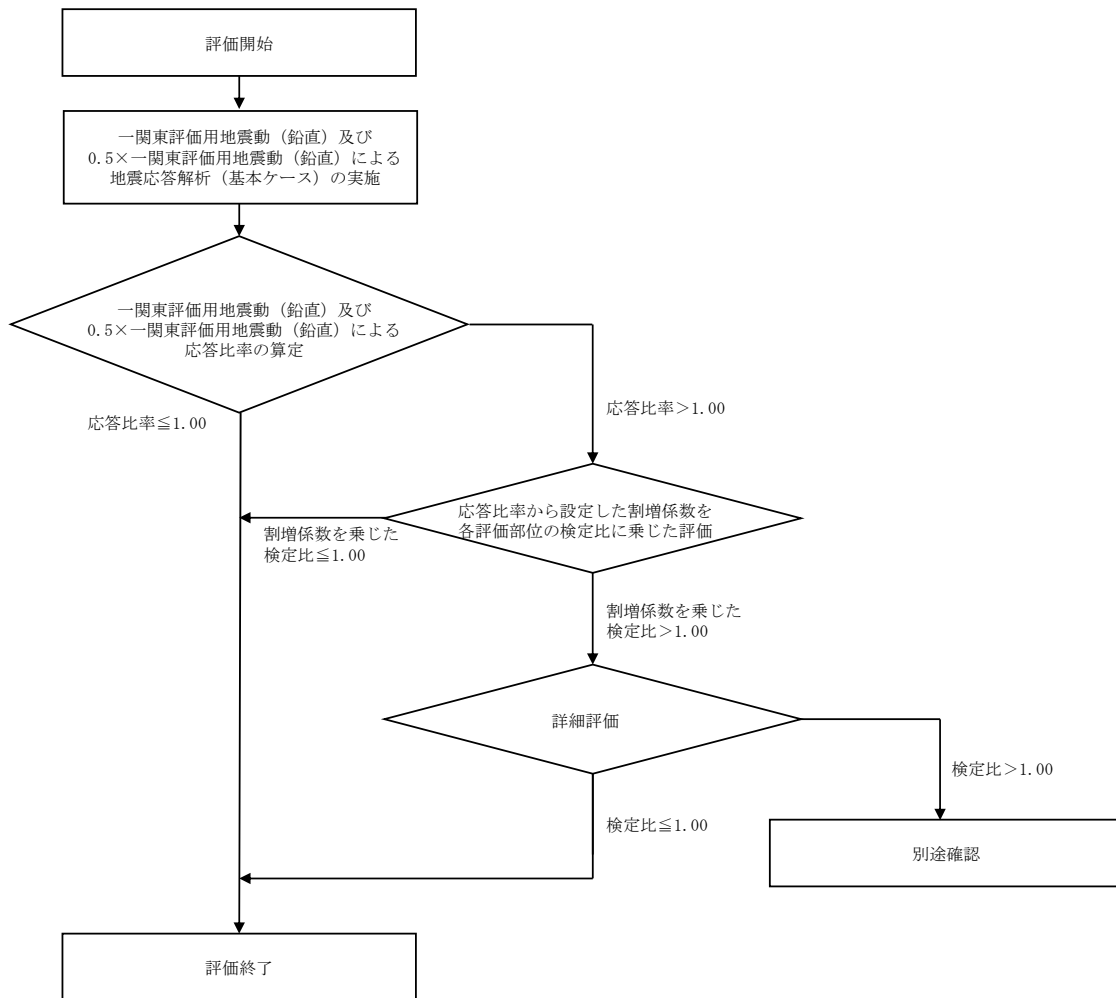 評価開始
一関東評価用地震動（鉛直）及び
0.5×一関東評価用地震動（鉛直）による
地震応答解析（基本ケース）の実施
一関東評価用地震動（鉛直）及び
0.5×一関東評価用地震動（鉛直）による
応答比率の算定
応答比率≦1.00
応答比率＞1.00
応答比率から設定した割増係数を
各評価部位の検定比に乗じた評価
割増係数を乗じた
検定比≦1.00
割増係数を乗じた
検定比＞1.00
詳細評価
検定比＞1.00
検定比≦1.00
別途確認
評価終了